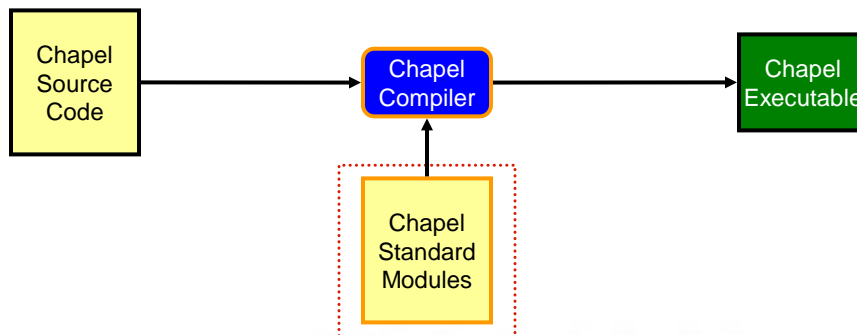 Chapel
Source
Code
Chapel
Compiler
Chapel
Executable
Chapel
Standard
Modules